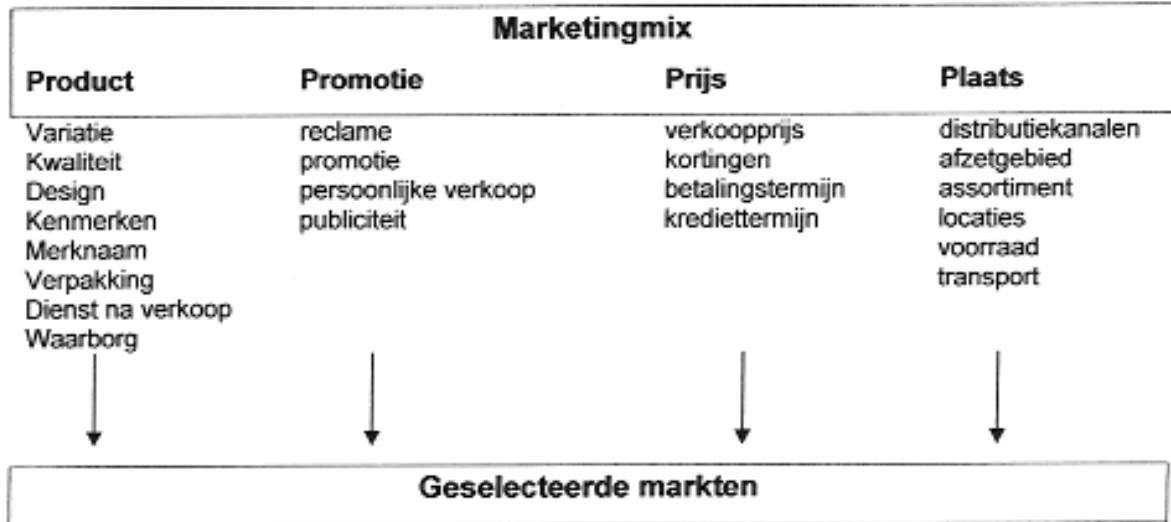 Marketingmix
Product Promotie Prijs Plaats
Variatie reclame verkoopprijs distributiekanalen
Kwaliteit promotie kortingen afzetgebied
Design persoonlijke verkoop betalingstermijn assortiment
Kenmerken publiciteit krediettermijn locaties
Merknaam voorraad
Verpakking transport
Dienst na verkoop
Waarborg
Geselecteerde markten